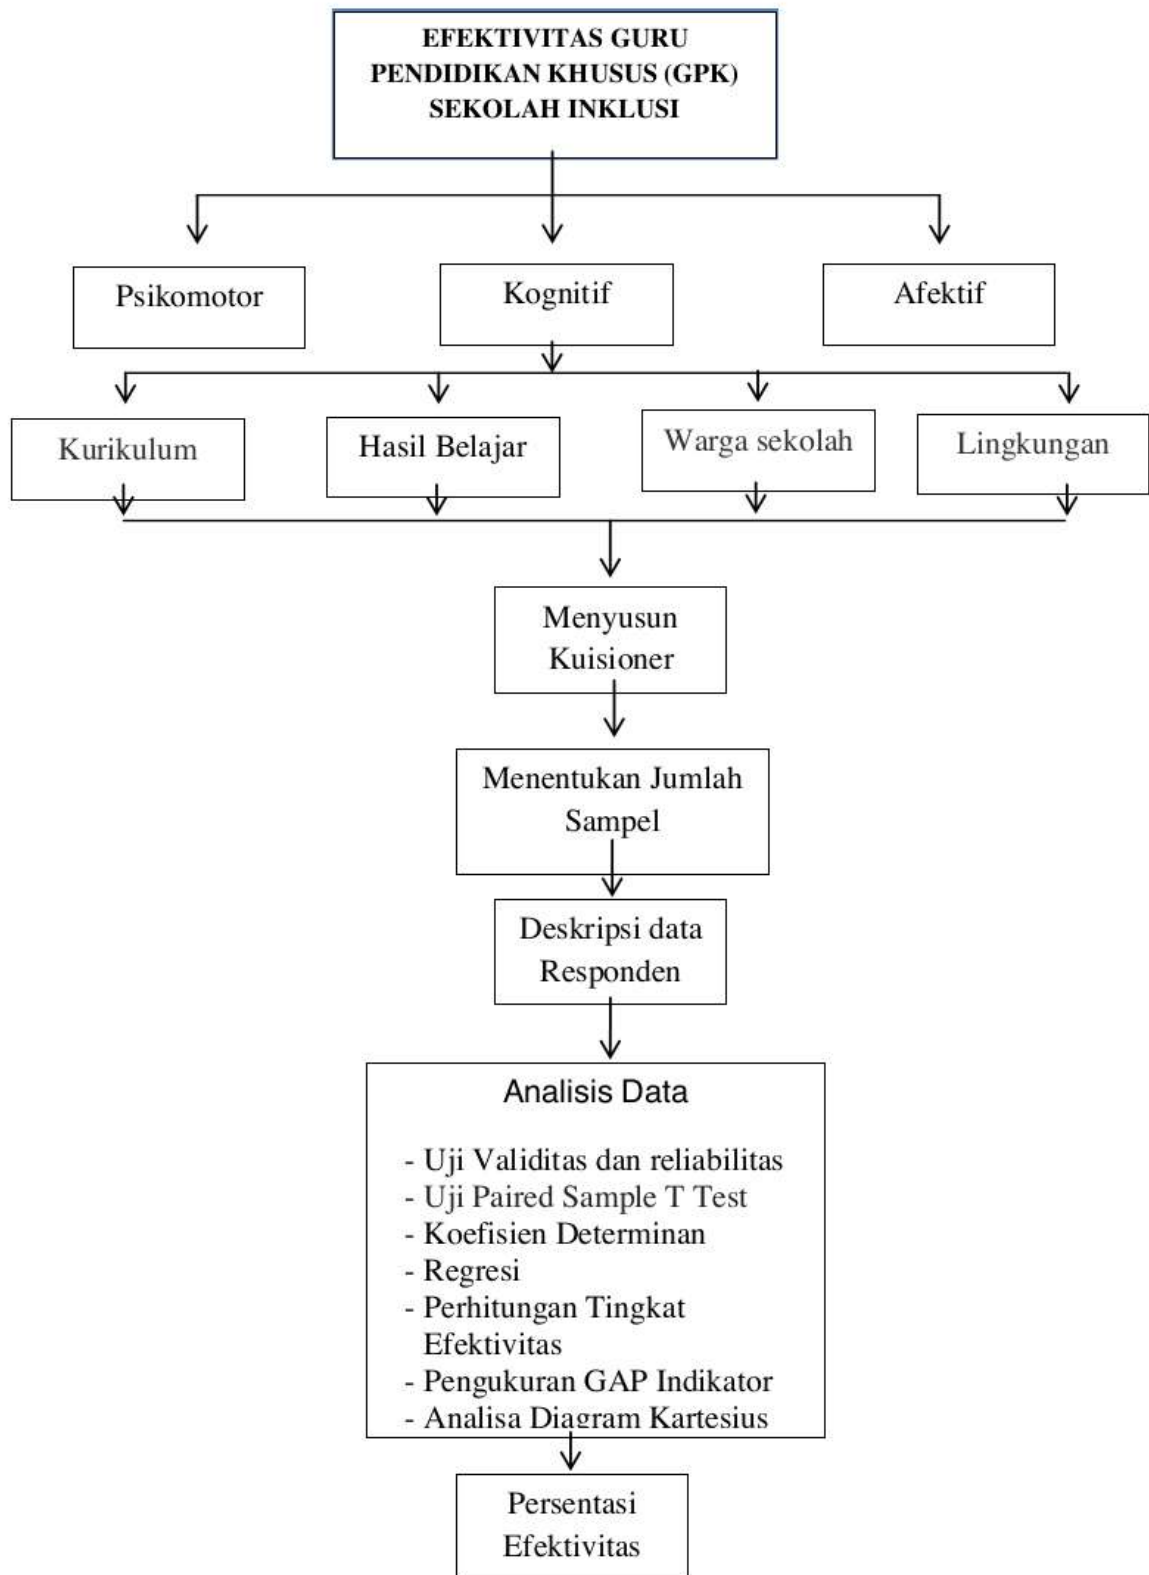 EFEKTIVITAS GURU
PENDIDIKAN KHUSUS (GPK)
SEKOLAH INKLUSI
Psikomotor
Kognitif
Afektif
Kurikulum
Hasil Belajar
Warga sekolah
Lingkungan
Menyusun
Kuisioner
Menentukan Jumlah
Sampel
Deskripsi data
Responden
Analisis Data
- Uji Validitas dan reliabilitas
- Uji Paired Sample T Test
- Koefisien Determinan
- Regresi
- Perhitungan Tingkat
Efektivitas
- Pengukuran GAP Indikator
- Analisa Diagram Kartesius
Persentasi
Efektivitas